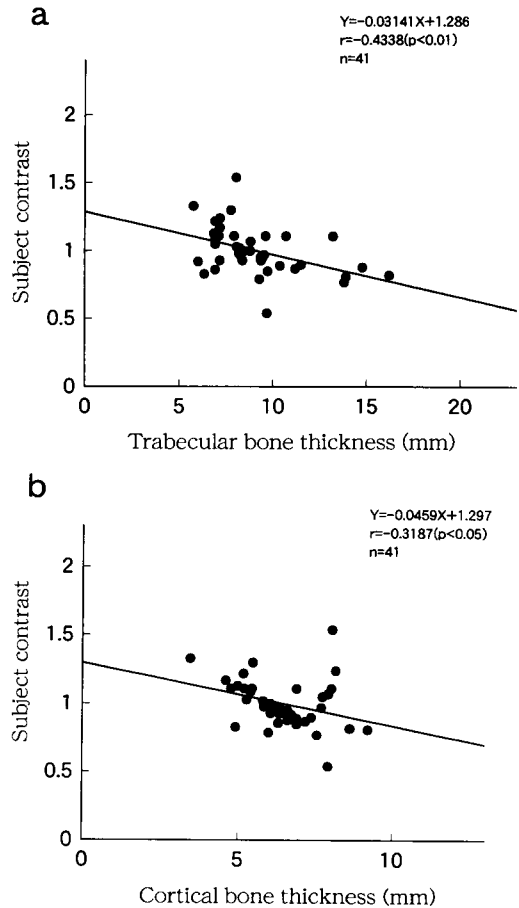 a
Y=-0.03141X+1.286
r=-0.4338(p<0.01)
n=41
2
1.5
1
0.5
0
Subject contrast
0 5 10 15 20
Trabecular bone thickness (mm)
b
Y=-0.0459X+1.297
r=-0.3187(p<0.05)
n=41
2
1.5
1
0.5
0
Subject contrast
0 5 10
Cortical bone thickness (mm)